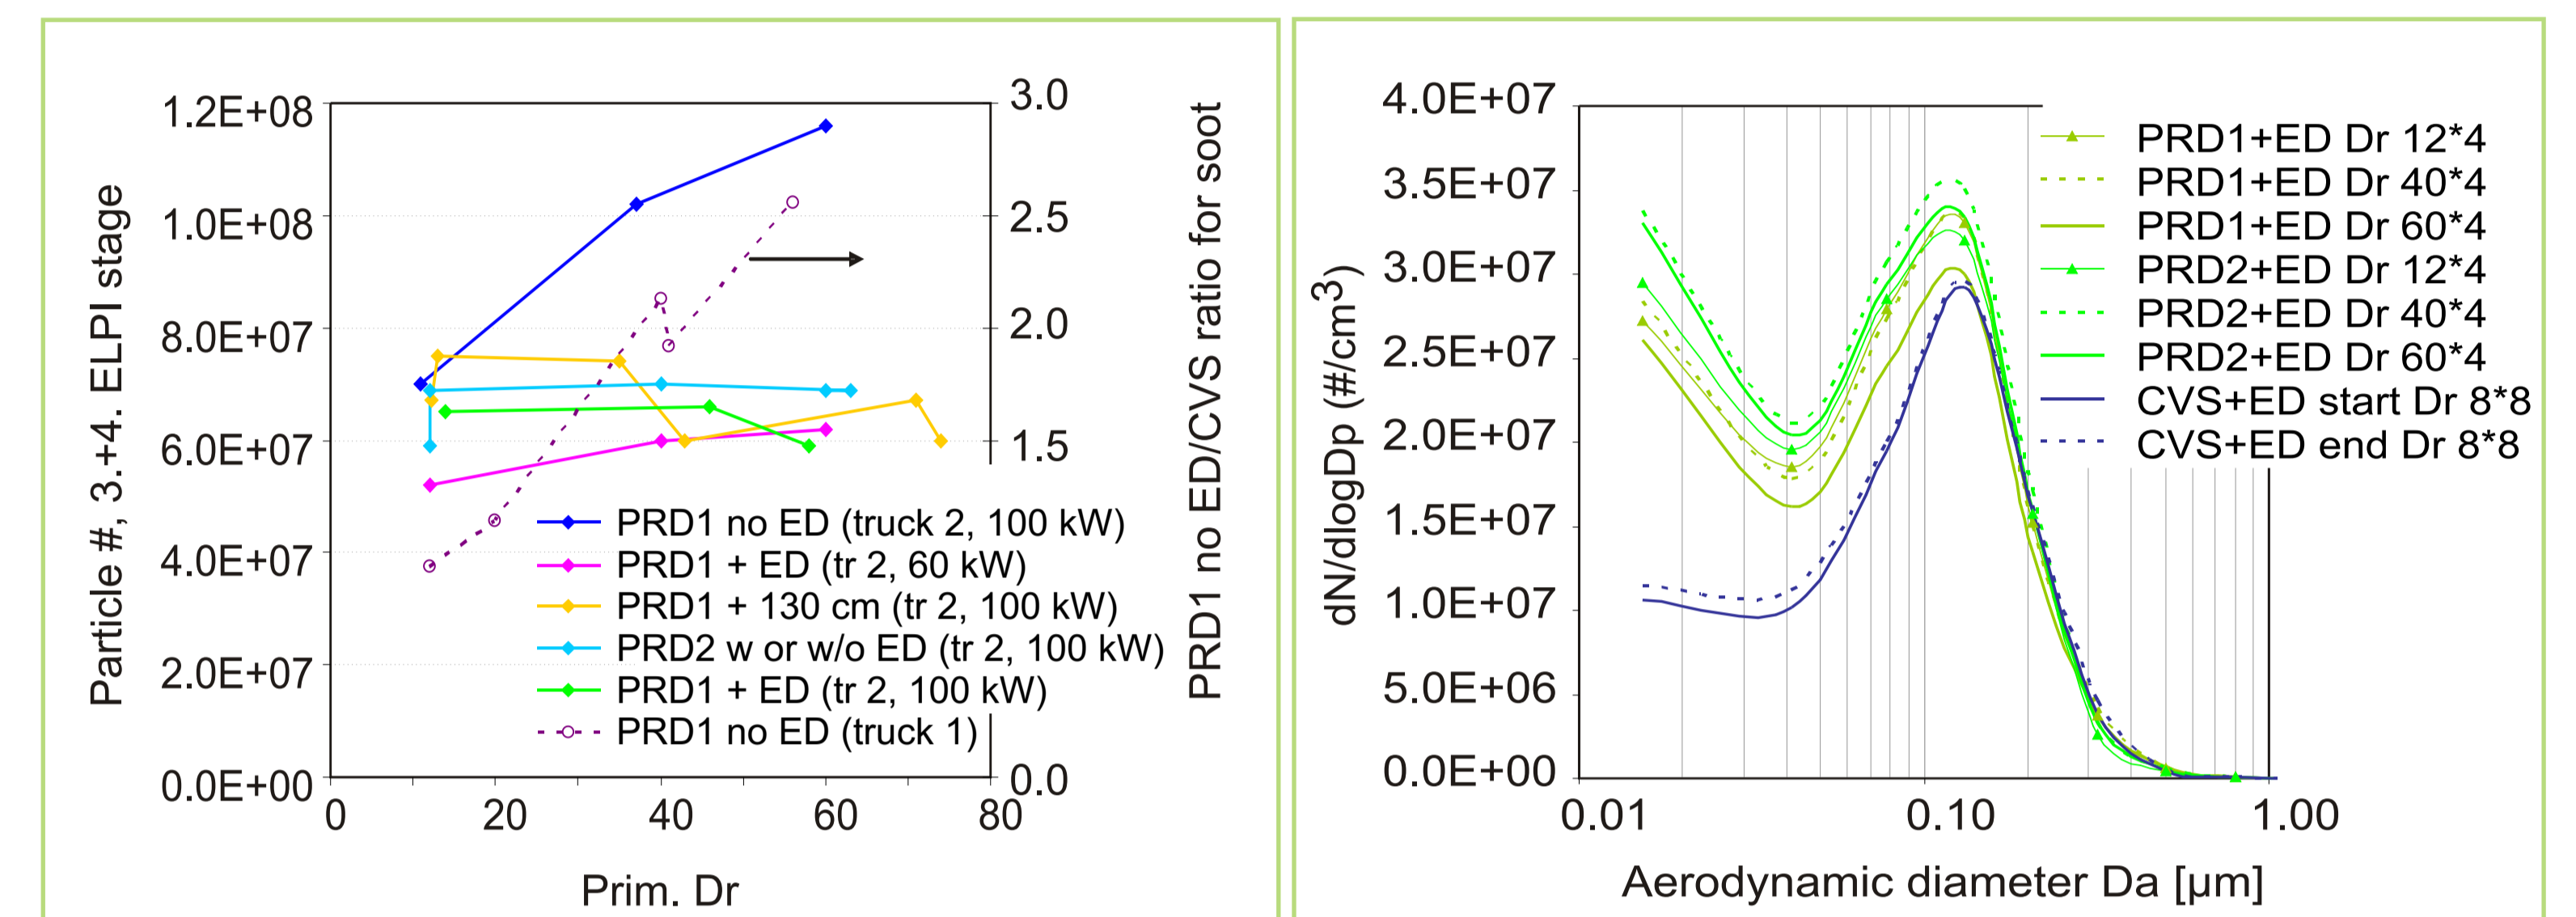 Particle #, 3.+4. ELPI stage
1.2E+08
1.0E+08
8.0E+07
6.0E+07
4.0E+07
2.0E+07
0.0E+00
0
20
40
60
80
Prim. Dr
3.0
2.5
2.0
1.5
0.0
PRD1 no ED/CVS ratio for soot
PRD1 no ED (truck 2, 100 kW)
PRD1 + ED (tr 2, 60 kW)
PRD1 + 130 cm (tr 2, 100 kW)
PRD2 w or w/o ED (tr 2, 100 kW)
PRD1 + ED (tr 2, 100 kW)
PRD1 no ED (truck 1)
dN/dlogDp (#/cm³)
4.0E+07
3.5E+07
3.0E+07
2.5E+07
2.0E+07
1.5E+07
1.0E+07
5.0E+06
0.0E+00
0.01
0.10
1.00
Aerodynamic diameter Da [µm]
PRD1+ED Dr 12*4
PRD1+ED Dr 40*4
PRD1+ED Dr 60*4
PRD2+ED Dr 12*4
PRD2+ED Dr 40*4
PRD2+ED Dr 60*4
CVS+ED start Dr 8*8
CVS+ED end Dr 8*8